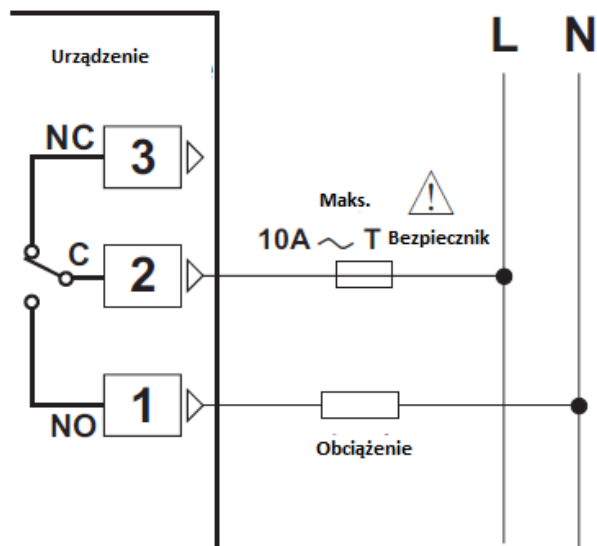 L N
Urządzenie
NC 3
Maks.
10A ~ T Bezpiecznik
C 2
1
NO
Obciążenie